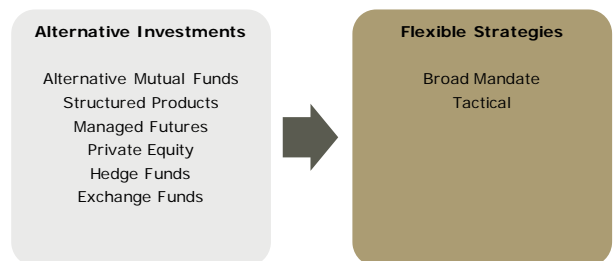 Alternative Investments
Alternative Mutual Funds
Structured Products
Managed Futures
Private Equity
Hedge Funds
Exchange Funds
Flexible Strategies
Broad Mandate
Tactical